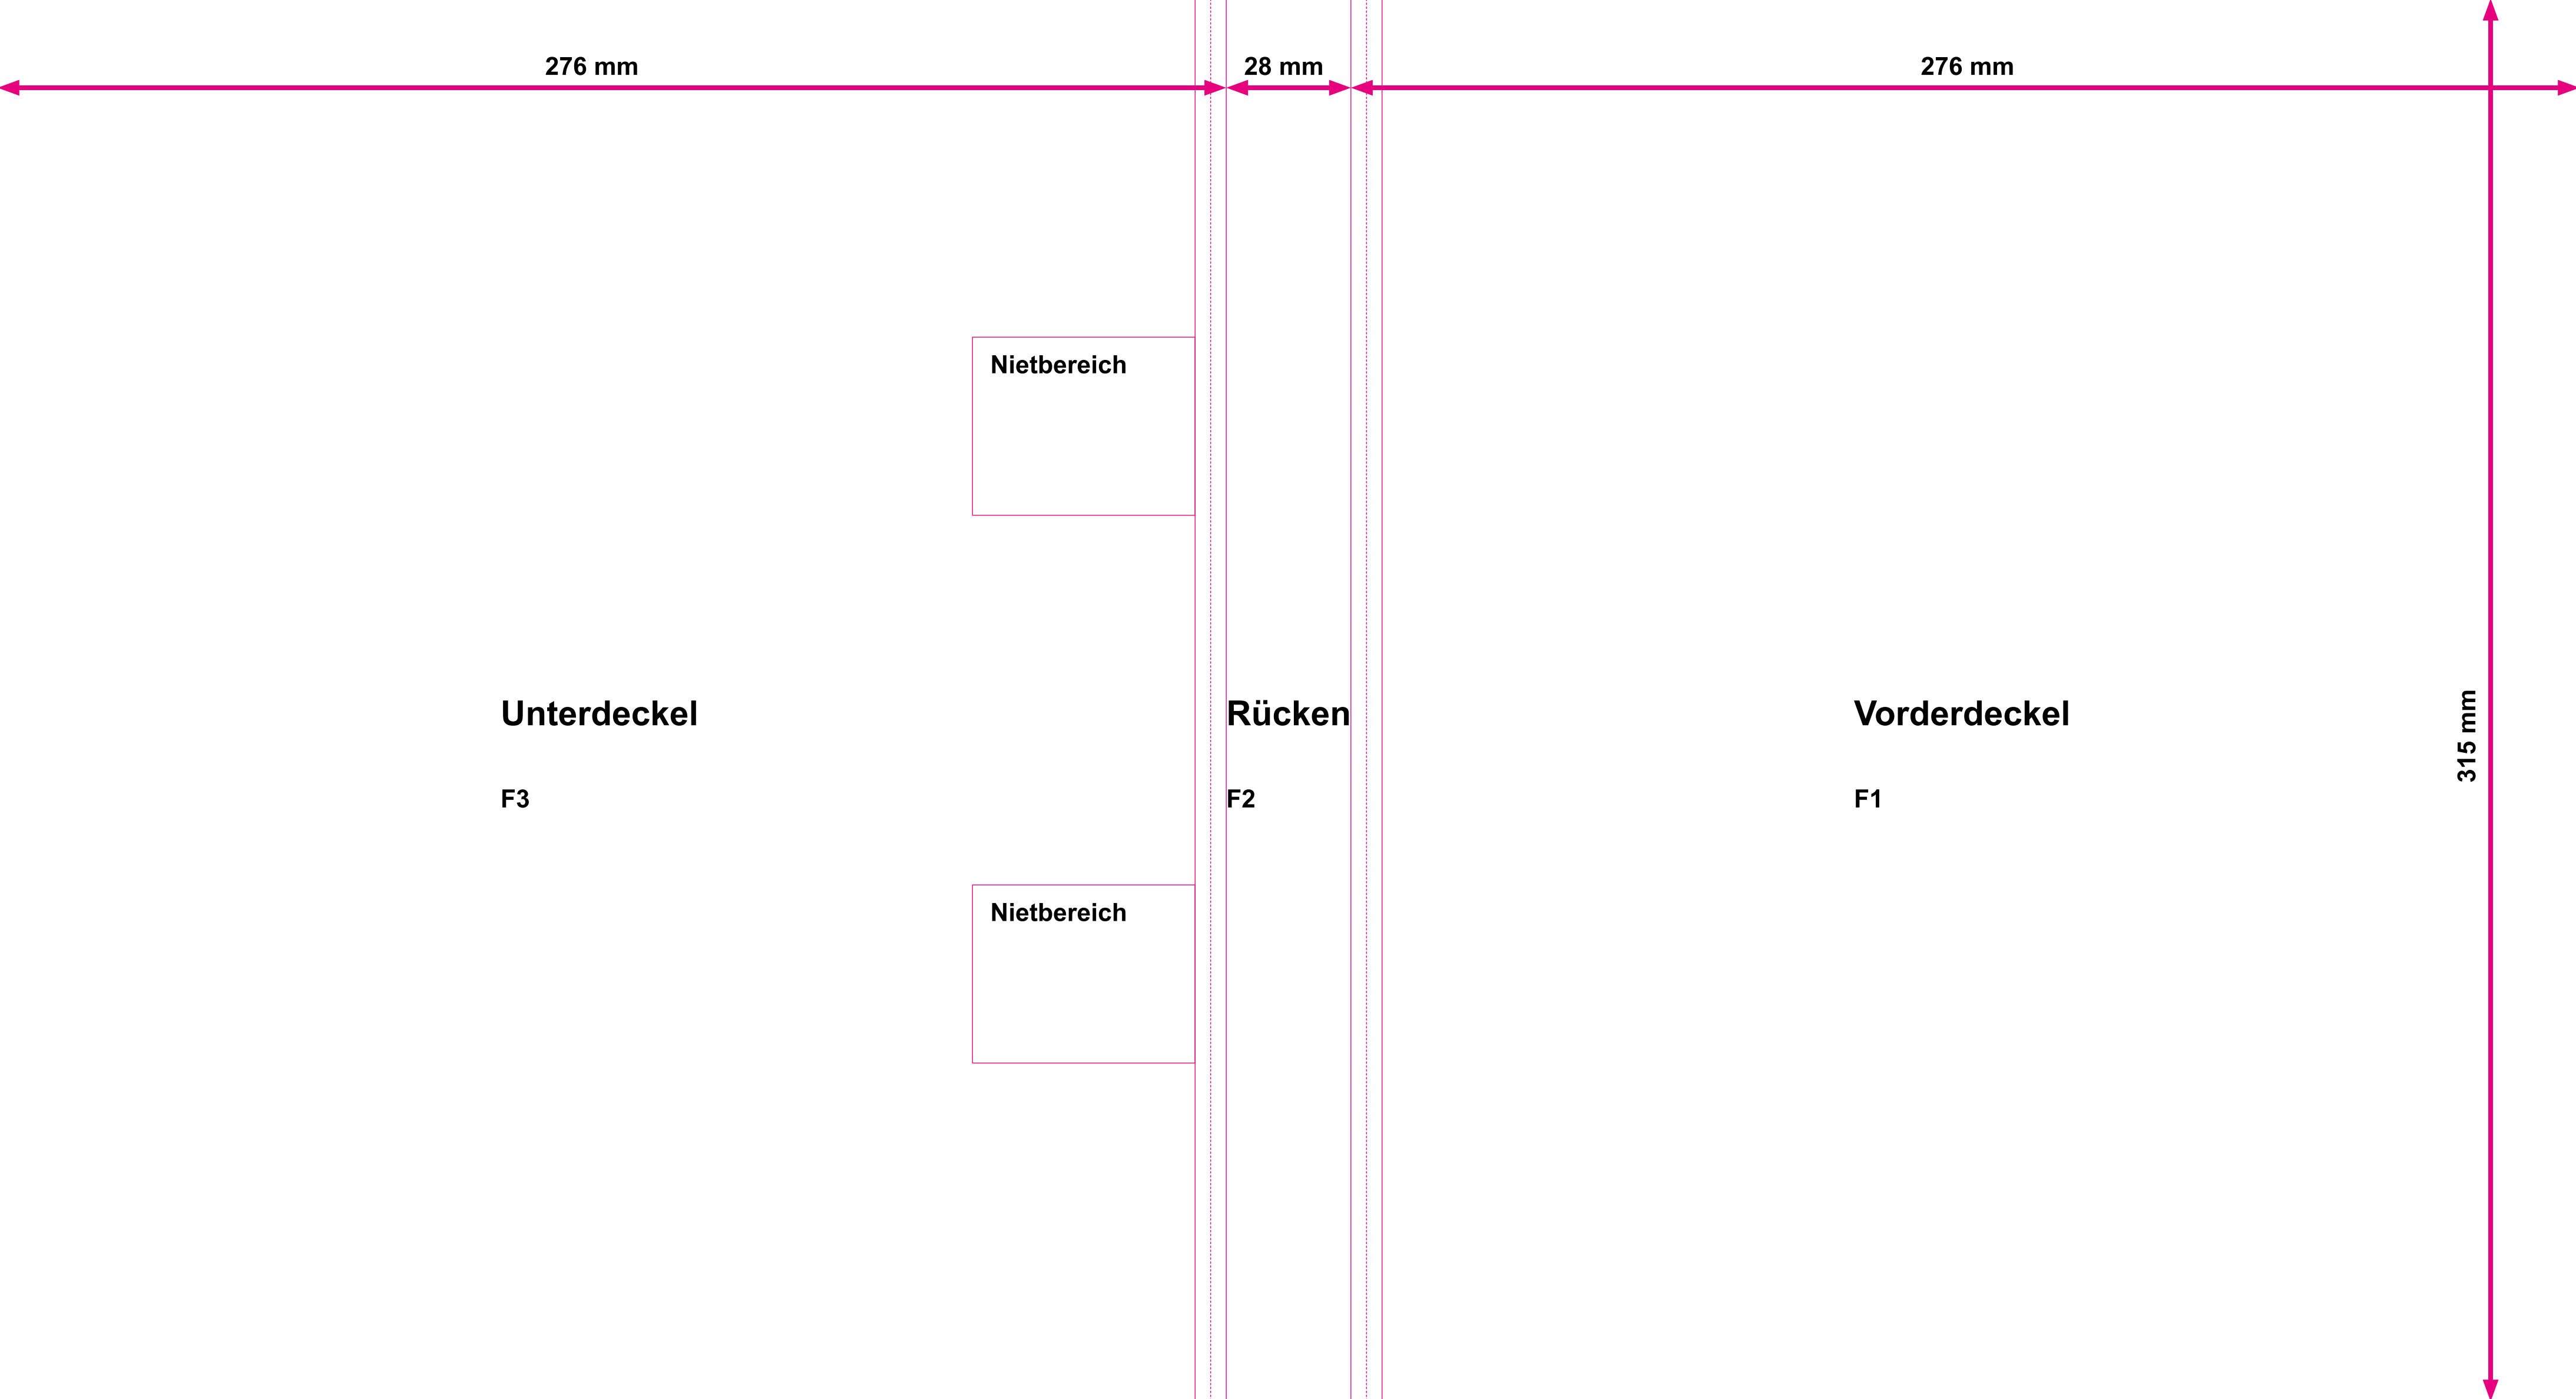 276 mm
28 mm
276 mm
Nietbereich
Unterdeckel
Rücken
Vorderdeckel
315 mm
F3
F2
F1
Nietbereich